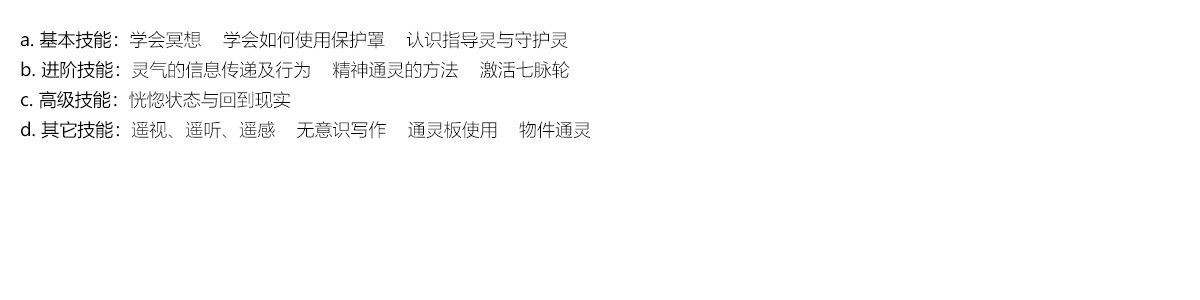 a. 基本技能：学会冥想 学会如何使用保护罩 认识指导灵与守护灵
b. 进阶技能：灵气的信息传递及行为 精神通灵的方法 激活七脉轮
c. 高级技能：恍惚状态与回到现实
d. 其它技能：遥视、遥听、遥感 无意识写作 通灵板使用 物件通灵